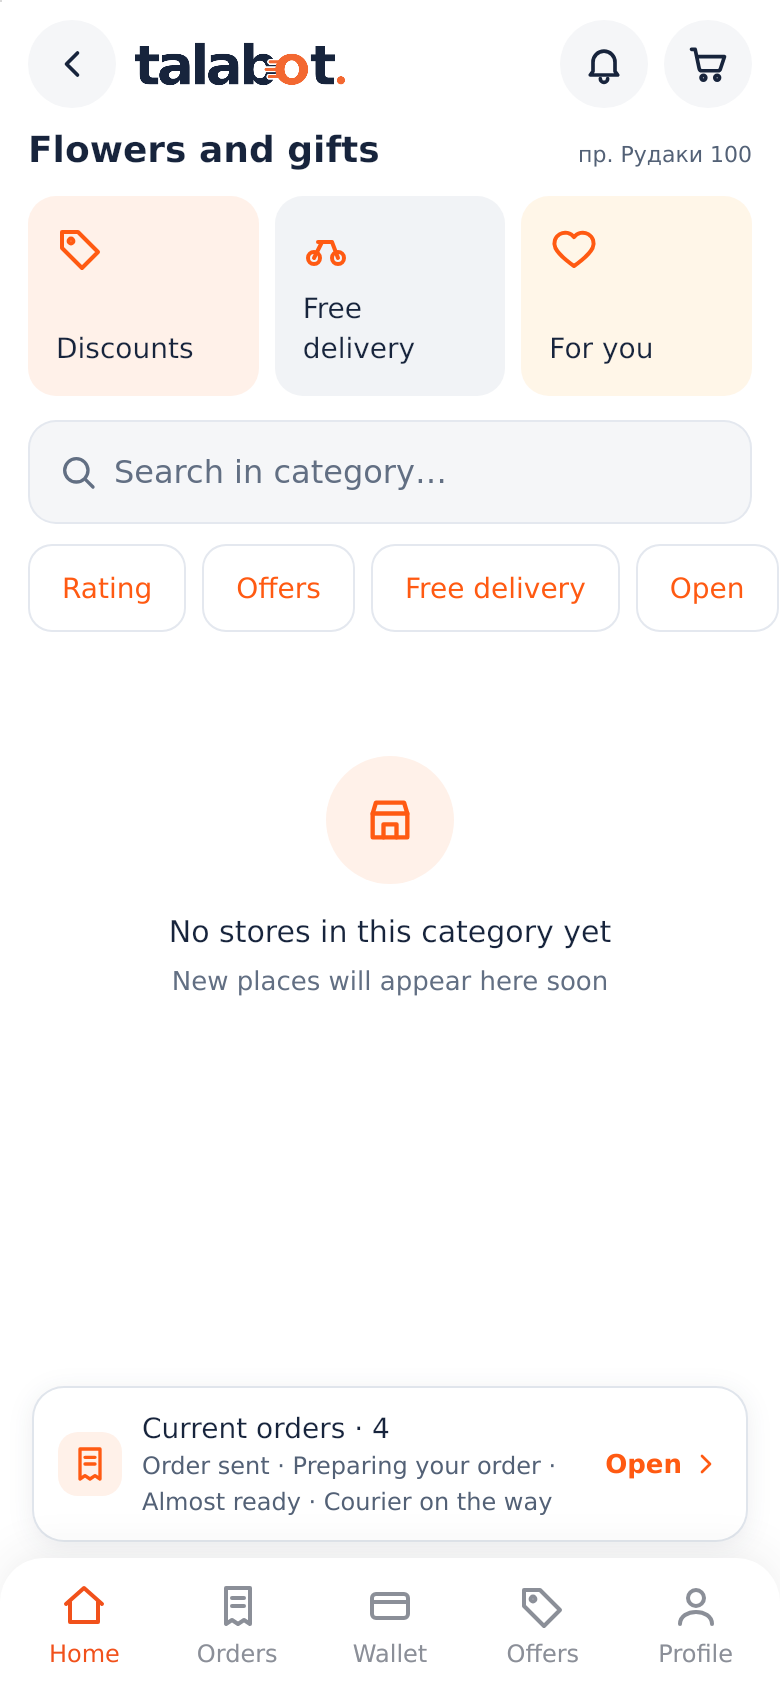 talabot.
Flowers and gifts
пр. Рудаки 100
Discounts
Free
delivery
For you
Search in category...
Rating
Offers
Free delivery
Open
No stores in this category yet
New places will appear here soon
Current orders · 4
Order sent · Preparing your order ·
Almost ready · Courier on the way
Open
Home
Orders
Wallet
Offers
Profile